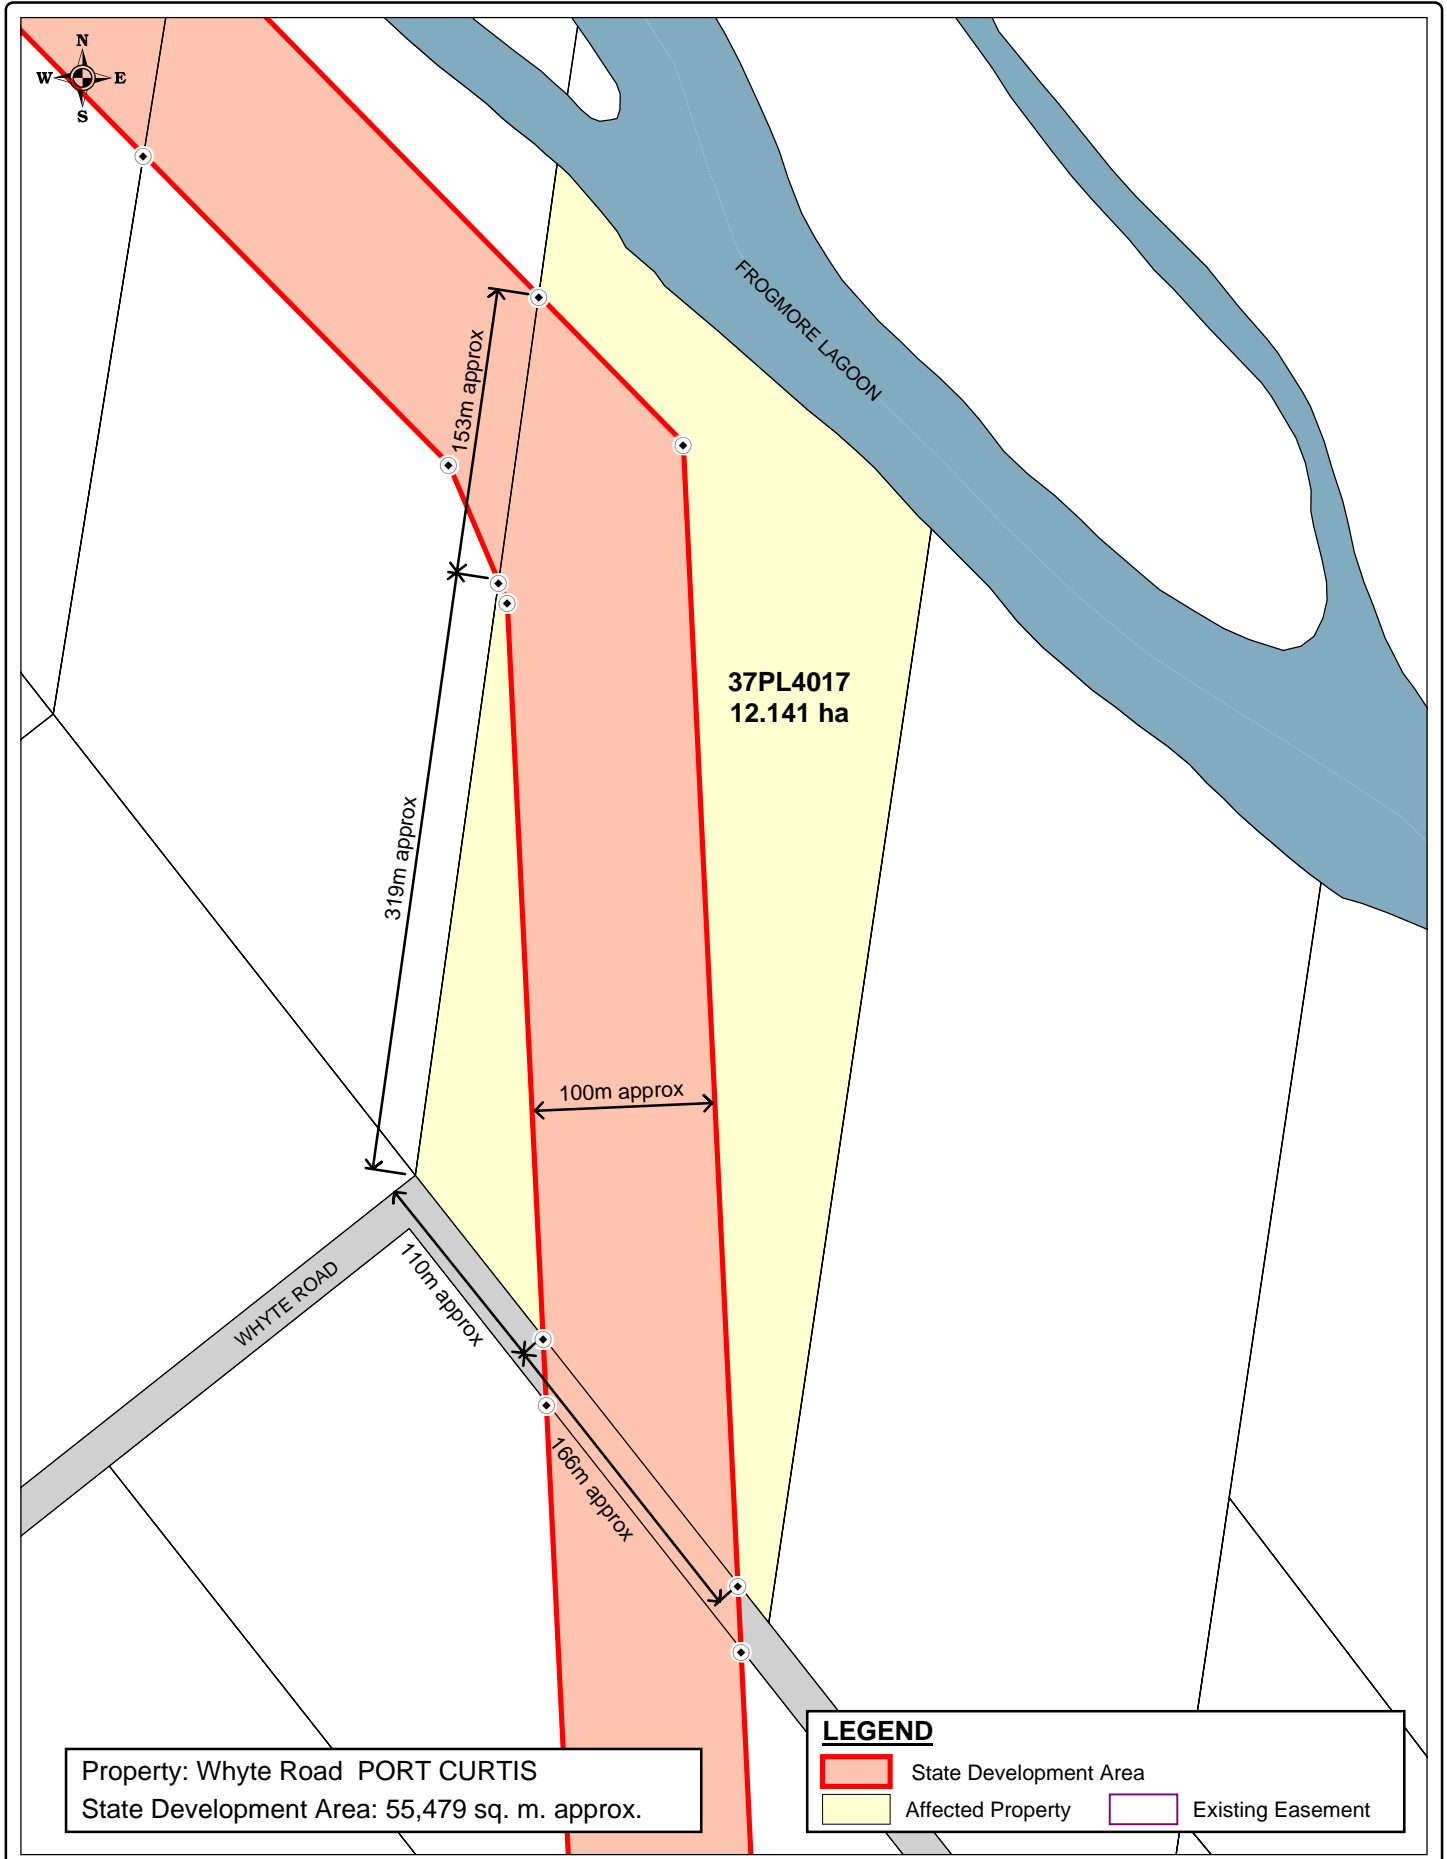 N
W E
S
FROGMORE LAGOON
153m approx
37PL4017
12.141 ha
319m approx
100m approx
110m approx
WHYTE ROAD
166m approx
Property: Whyte Road PORT CURTIS
State Development Area: 55,479 sq. m. approx.
LEGEND
State Development Area
Affected Property Existing Easement